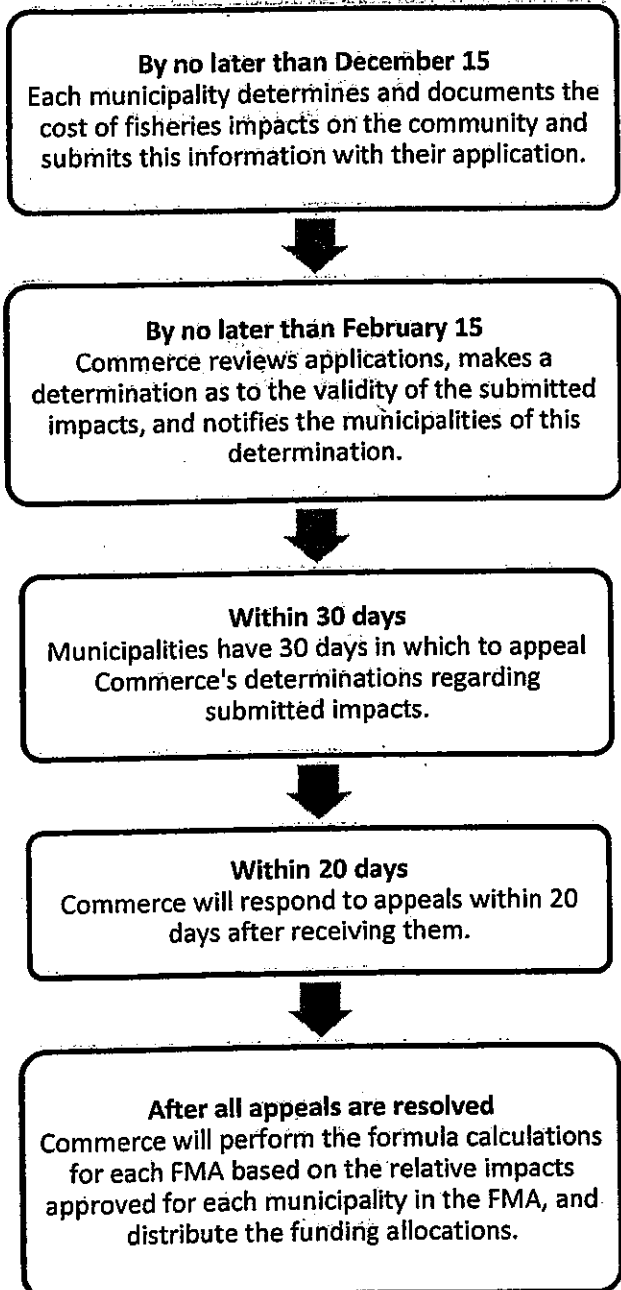 By no later than December 15
Each municipality determines and documents the
cost of fisheries impacts on the community and
submits this information with their application.
By no later than February 15
Commerce reviews applications, makes a
determination as to the validity of the submitted
impacts, and notifies the municipalities of this
determination.
Within 30 days
Municipalities have 30 days in which to appeal
Commerce's determinations regarding
submitted impacts.
Within 20 days
Commerce will respond to appeals within 20
days after receiving them.
After all appeals are resolved
Commerce will perform the formula calculations
for each FMA based on the relative impacts
approved for each municipality in the FMA, and
distribute the funding allocations.